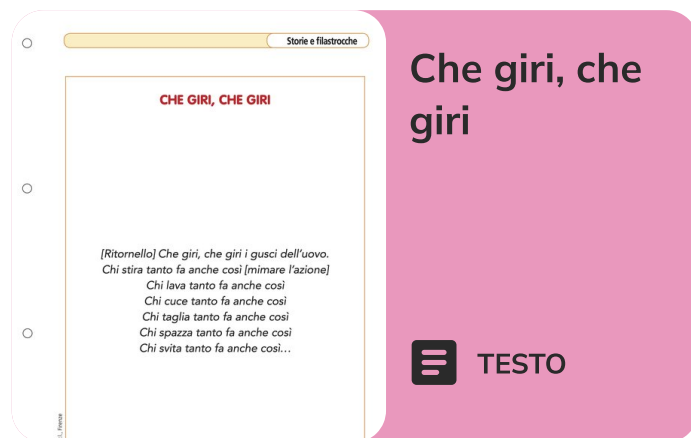 Storie e filastrocche
CHE GIRI, CHE GIRI
[Ritornello] Che giri, che giri i gusci dell'uovo.
Chi stira tanto fa anche così [mimare l'azione]
Chi lava tanto fa anche così
Chi cuce tanto fa anche così
Chi taglia tanto fa anche così
Chi spazza tanto fa anche così
Chi svita tanto fa anche così…
Firenze
Che giri, che
giri
TESTO